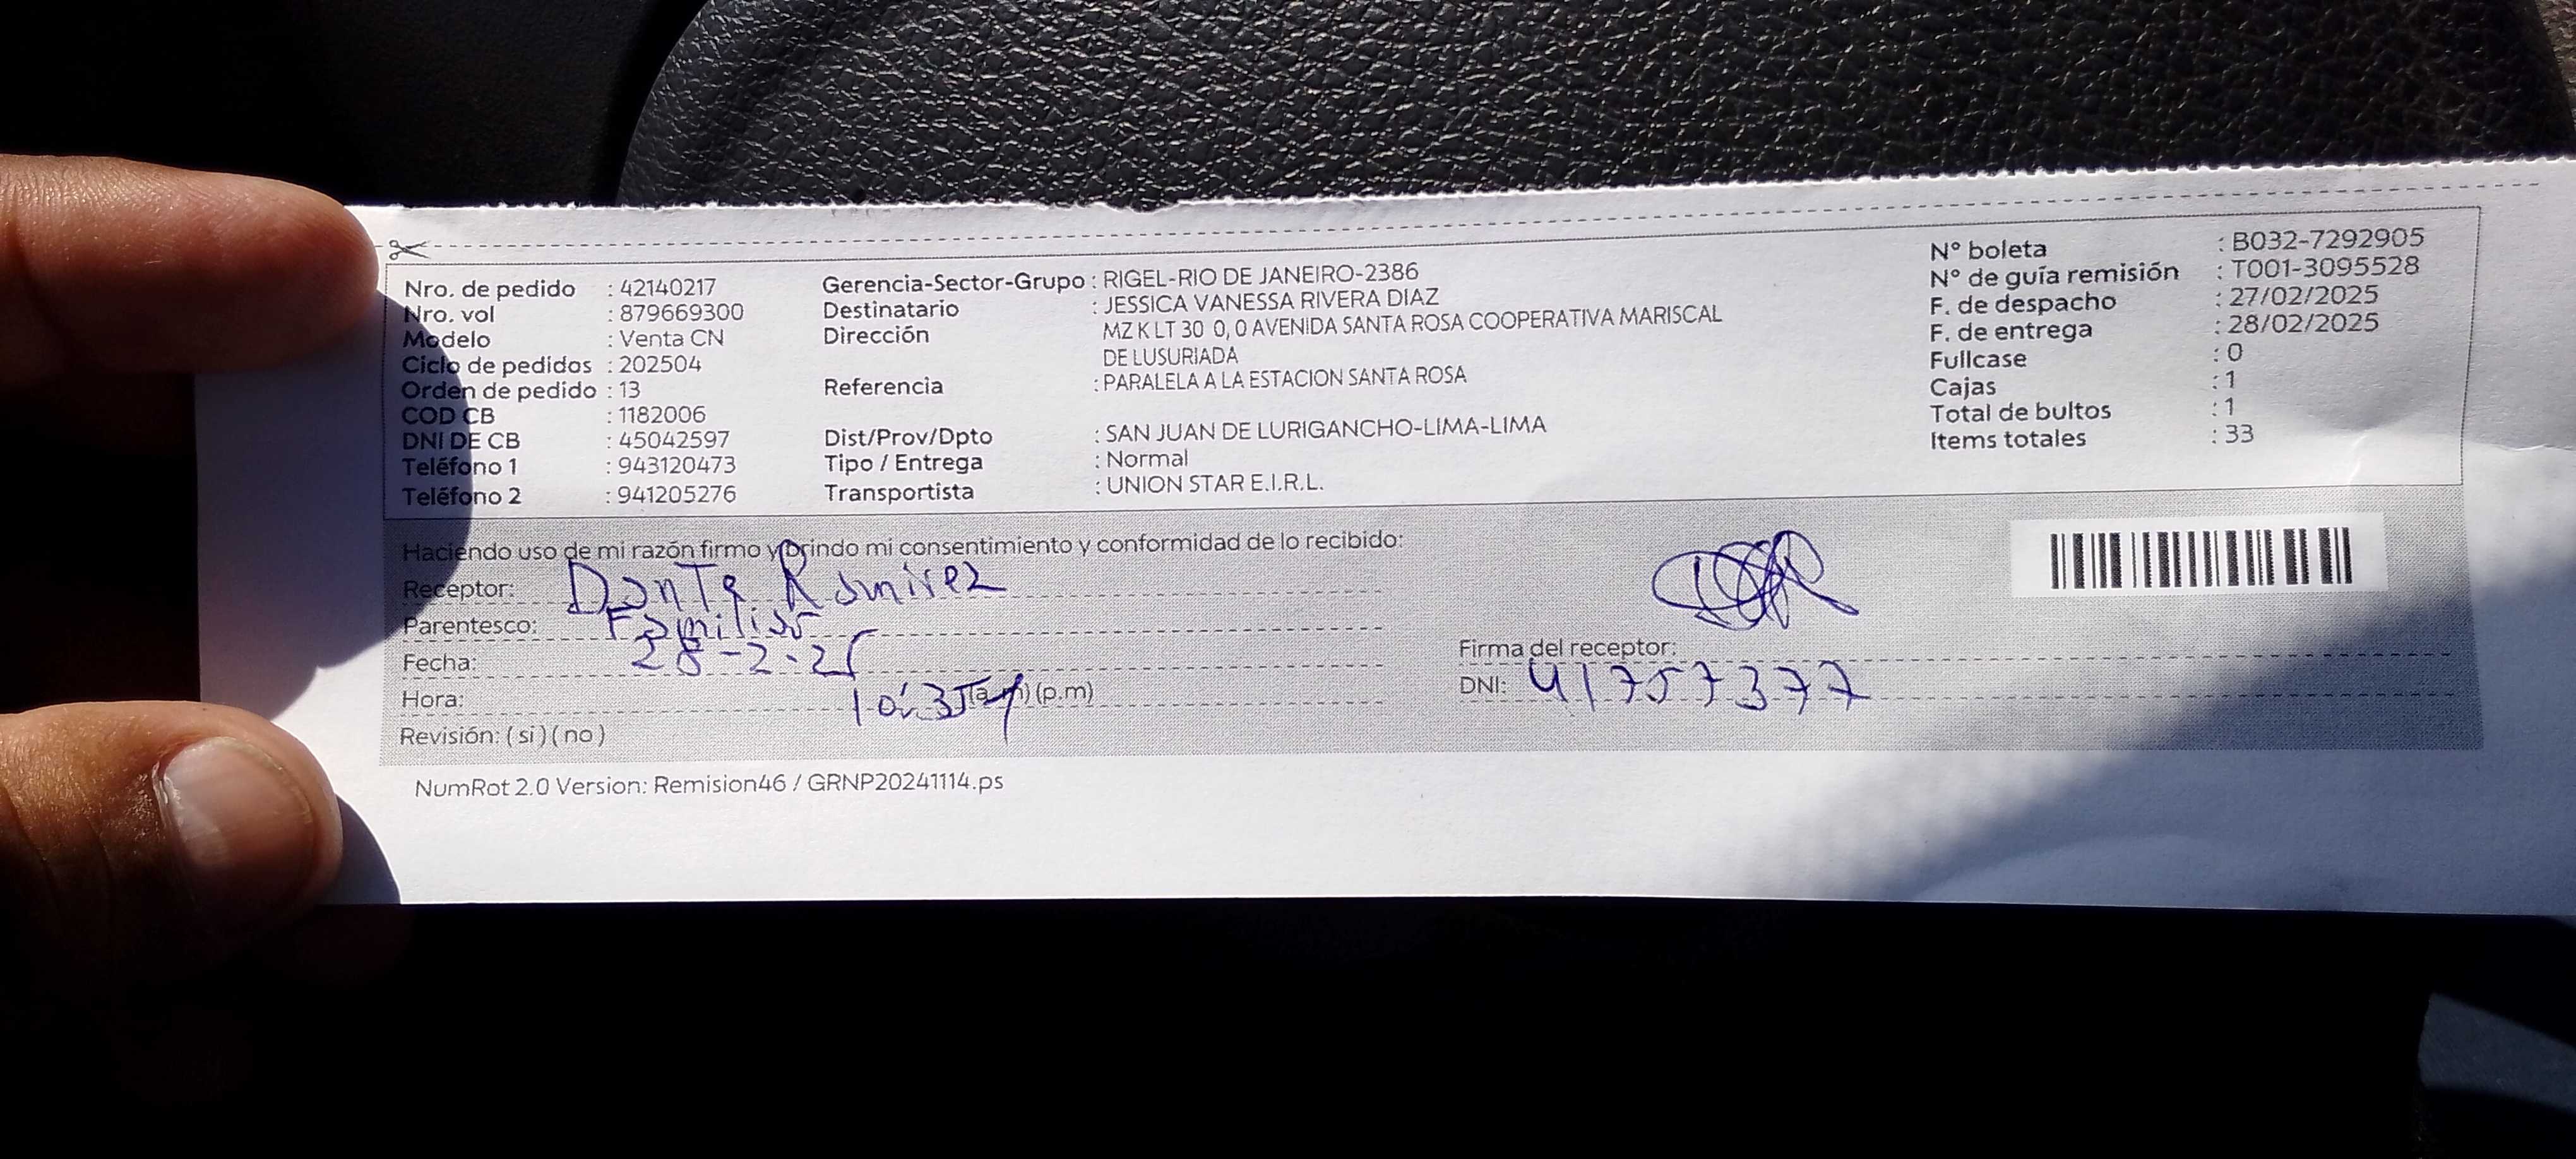 Nro. de pedido : 42140217
Nro. vol : 879669300
Modelo : Venta CN
Ciclo de pedidos : 202504
Orden de pedido : 13
COD CB : 1182006
DNI DE CB : 45042597
Teléfono 1 : 943120473
Teléfono 2 : 941205276
Gerencia-Sector-Grupo : RIGEL-RIO DE JANEIRO-2386
Destinatario : JESSICA VANESSA RIVERA DIAZ
Dirección MZ K LT 30 0, 0 AVENIDA SANTA ROSA COOPERATIVA MARISCAL
DE LUSURIADA
Referencia : PARALELA A LA ESTACION SANTA ROSA
Dist/Prov/Dpto : SAN JUAN DE LURIGANCHO-LIMA-LIMA
Tipo / Entrega : Normal
Transportista : UNION STAR E.I.R.L.
N° boleta : B032-7292905
N° de guía remisión : T001-3095528
F. de despacho : 27/02/2025
F. de entrega : 28/02/2025
Fullcase : 0
Cajas : 1
Total de bultos : 1
Items totales : 33
Haciendo uso de mi razón firmo y brindo mi consentimiento y conformidad de lo recibido:
Receptor: Dante Ramirez
Parentesco: Familiar
Fecha: 28-2-25
Hora: 10:35 (a.m) (p.m)
Revisión: ( si ) ( no )
Firma del receptor:
DNI: 41757377
NumRot 2.0 Version: Remision46 / GRNP20241114.ps